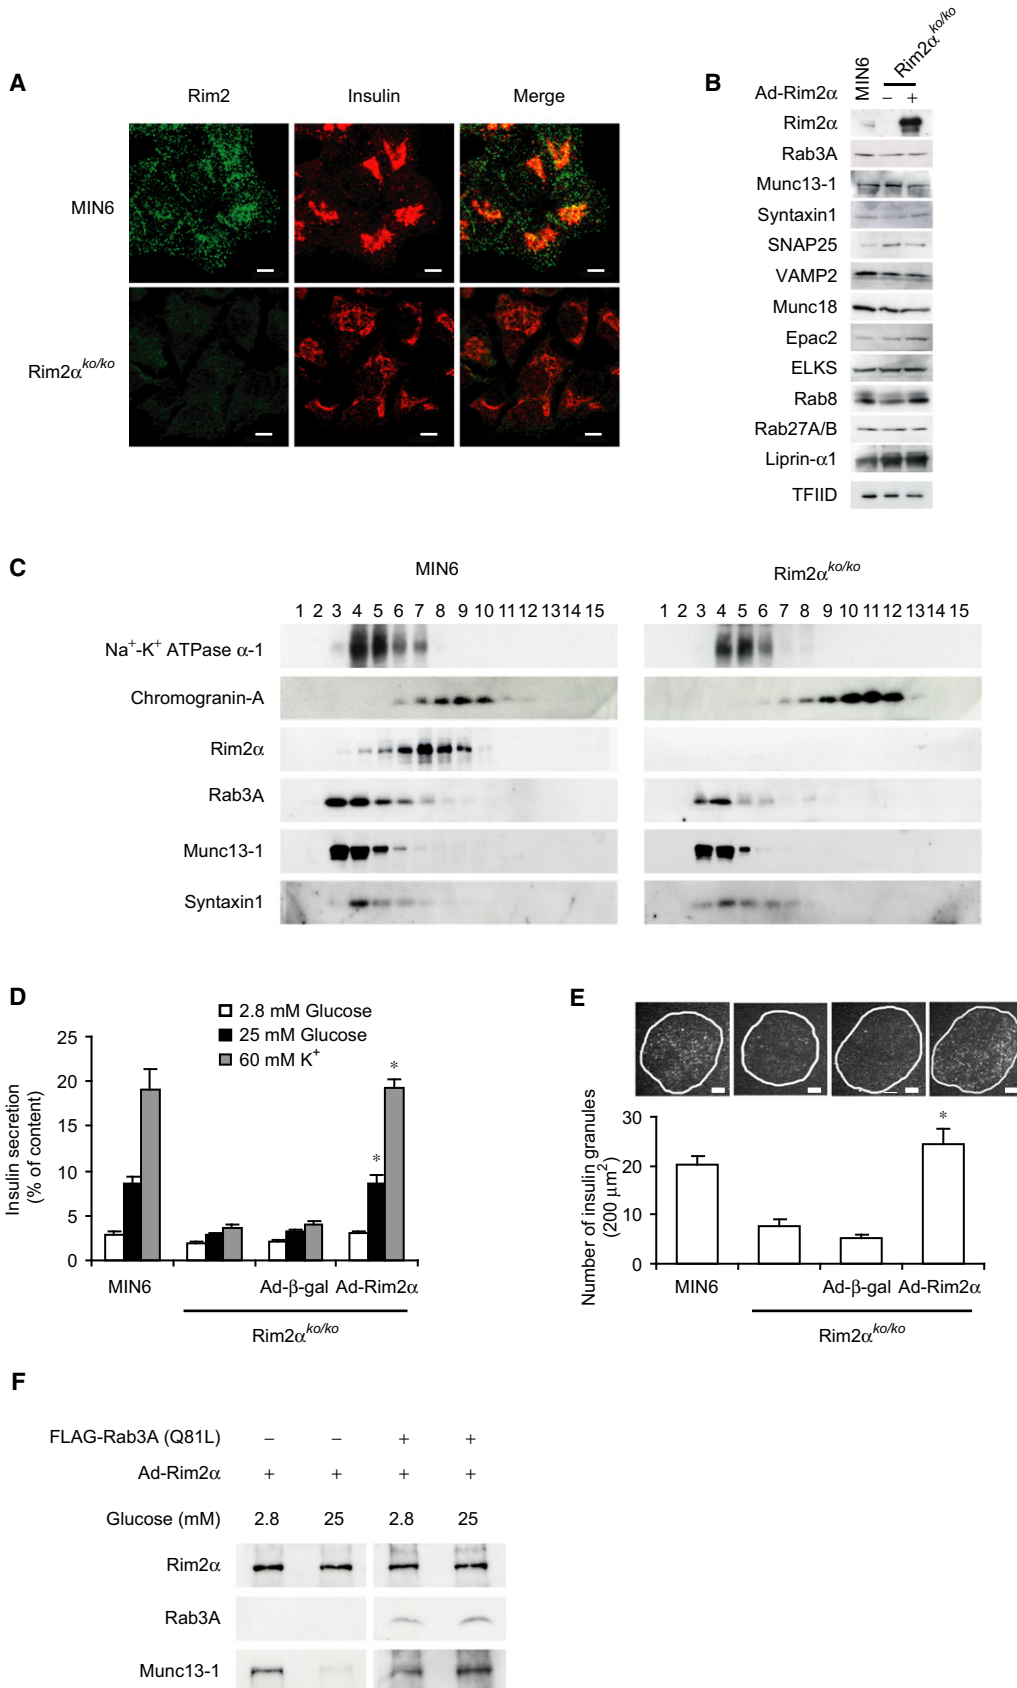 A
Rim2 Insulin Merge
MIN6
Rim2α^ko/ko
B
MIN6 Rim2α^ko/ko
Ad-Rim2α − +
Rim2α
Rab3A
Munc13-1
Syntaxin1
SNAP25
VAMP2
Munc18
Epac2
ELKS
Rab8
Rab27A/B
Liprin-α1
TFIID
C
MIN6 Rim2α^ko/ko
1 2 3 4 5 6 7 8 9 10 11 12 13 14 15 1 2 3 4 5 6 7 8 9 10 11 12 13 14 15
Na⁺-K⁺ ATPase α-1
Chromogranin-A
Rim2α
Rab3A
Munc13-1
Syntaxin1
D
2.8 mM Glucose
25 mM Glucose
60 mM K⁺
Insulin secretion
(% of content)
25
20
15
10
5
0
* *
MIN6 Ad-β-gal Ad-Rim2α
Rim2α^ko/ko
E
Number of insulin granules
(200 μm²)
30
20
10
0
*
MIN6 Ad-β-gal Ad-Rim2α
Rim2α^ko/ko
F
FLAG-Rab3A (Q81L) − − + +
Ad-Rim2α + + + +
Glucose (mM) 2.8 25 2.8 25
Rim2α
Rab3A
Munc13-1